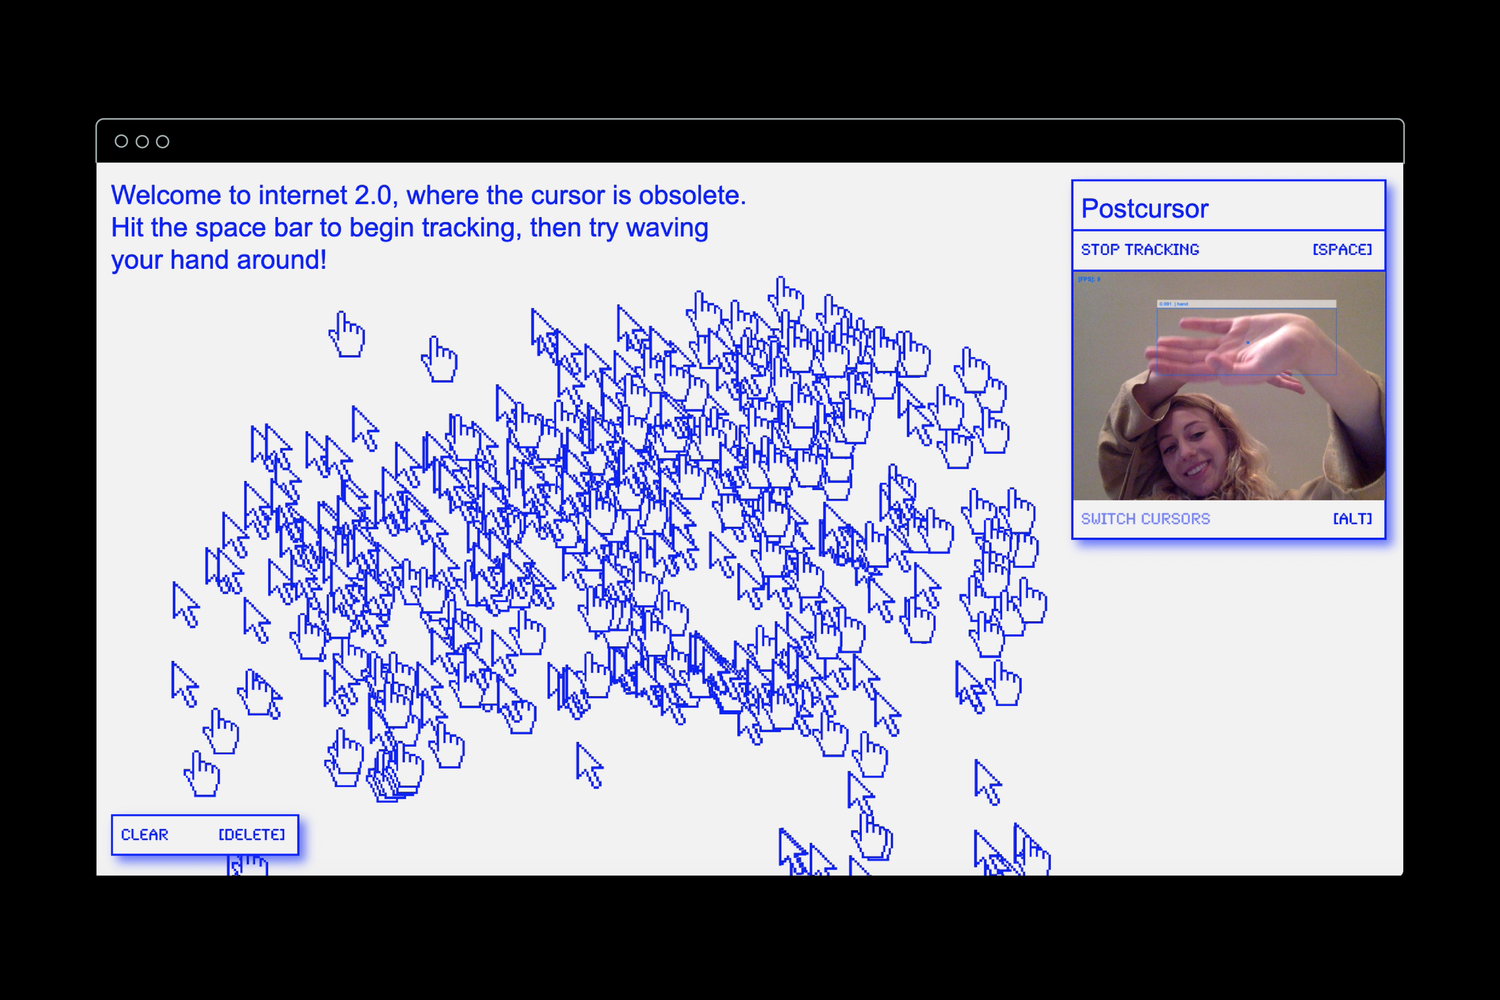 Welcome to internet 2.0, where the cursor is obsolete.
Hit the space bar to begin tracking, then try waving
your hand around!
Postcursor
STOP TRACKING [SPACE]
SWITCH CURSORS [ALT]
CLEAR [DELETE]